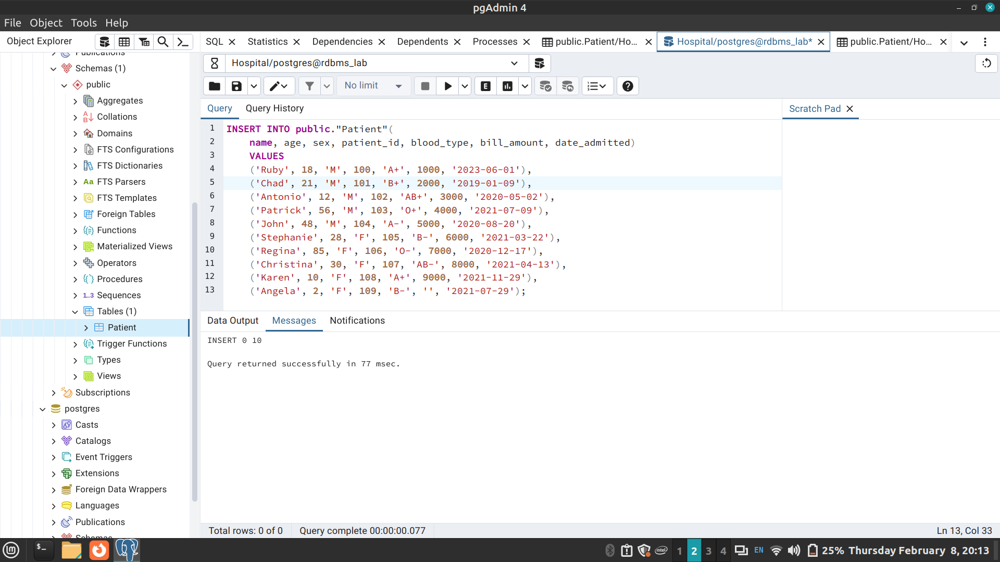 pgAdmin 4
File Object Tools Help
Object Explorer
SQL
Statistics
Dependencies
Dependents
Processes
public.Patient/Ho...
Hospital/postgres@rdbms_lab*
public.Patient/Ho...
Publications
Schemas (1)
public
Aggregates
Collations
Domains
FTS Configurations
FTS Dictionaries
Aa FTS Parsers
FTS Templates
Foreign Tables
Functions
Materialized Views
Operators
Procedures
1..3 Sequences
Tables (1)
Patient
Trigger Functions
Types
Views
Subscriptions
postgres
Casts
Catalogs
Event Triggers
Extensions
Foreign Data Wrappers
Languages
Publications
Schemas
Hospital/postgres@rdbms_lab
No limit
E
Query
Query History
Scratch Pad
1 INSERT INTO public."Patient"(
2 name, age, sex, patient_id, blood_type, bill_amount, date_admitted)
3 VALUES
4 ('Ruby', 18, 'M', 100, 'A+', 1000, '2023-06-01'),
5 ('Chad', 21, 'M', 101, 'B+', 2000, '2019-01-09'),
6 ('Antonio', 12, 'M', 102, 'AB+', 3000, '2020-05-02'),
7 ('Patrick', 56, 'M', 103, 'O+', 4000, '2021-07-09'),
8 ('John', 48, 'M', 104, 'A-', 5000, '2020-08-20'),
9 ('Stephanie', 28, 'F', 105, 'B-', 6000, '2021-03-22'),
10 ('Regina', 85, 'F', 106, 'O-', 7000, '2020-12-17'),
11 ('Christina', 30, 'F', 107, 'AB-', 8000, '2021-04-13'),
12 ('Karen', 10, 'F', 108, 'A+', 9000, '2021-11-29'),
13 ('Angela', 2, 'F', 109, 'B-', '', '2021-07-29');
Data Output
Messages
Notifications
INSERT 0 10
Query returned successfully in 77 msec.
Total rows: 0 of 0
Query complete 00:00:00.077
Ln 13, Col 33
$_
intel
1 2 3 4
EN
25% Thursday February 8, 20:13